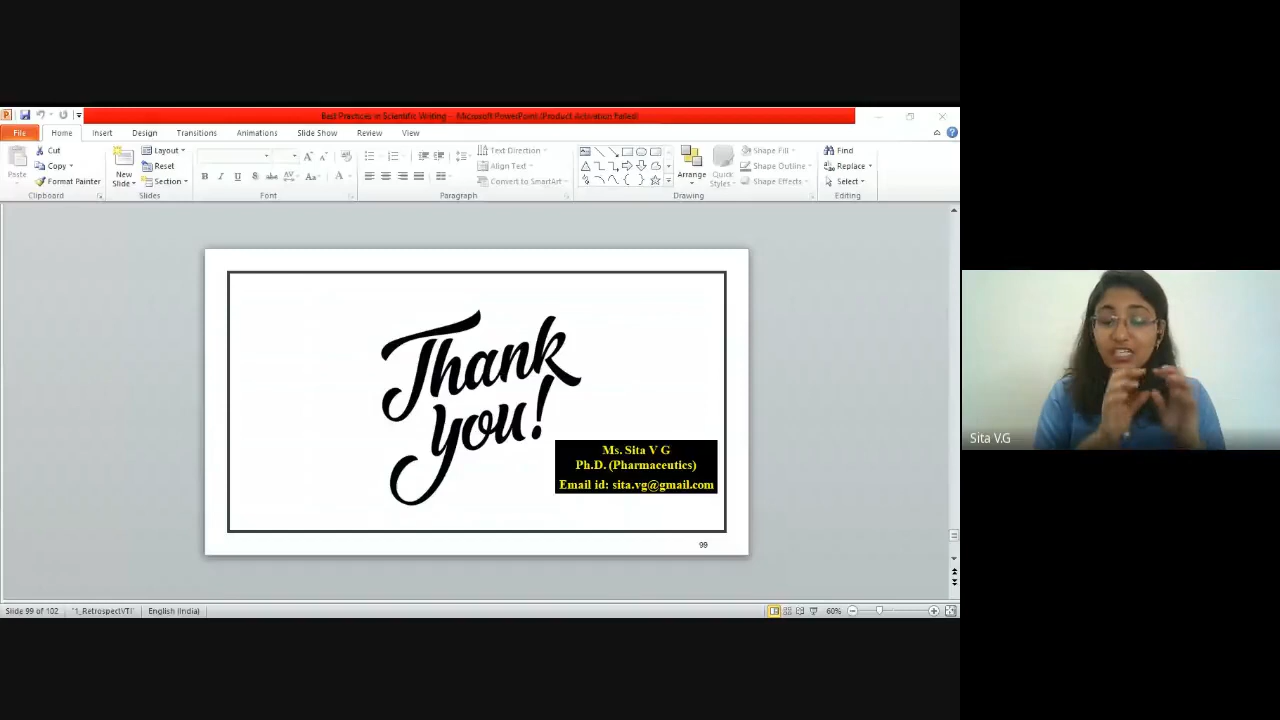 Best Practices in Scientific Writing - Microsoft PowerPoint (Product Activation Failed)
File Home Insert Design Transitions Animations Slide Show Review View
Cut
Copy
Format Painter
Paste
Clipboard
New Slide
Layout
Reset
Section
Slides
B I U S abc AV Aa A
Font
Paragraph
Text Direction
Align Text
Convert to SmartArt
Arrange
Quick Styles
Shape Fill
Shape Outline
Shape Effects
Drawing
Find
Replace
Select
Editing
Thank
you!
Ms. Sita V G
Ph.D. (Pharmaceutics)
Email id: sita.vg@gmail.com
99
Sita V.G
Slide 99 of 102 "1_RetrospectVTI" English (India) 60%